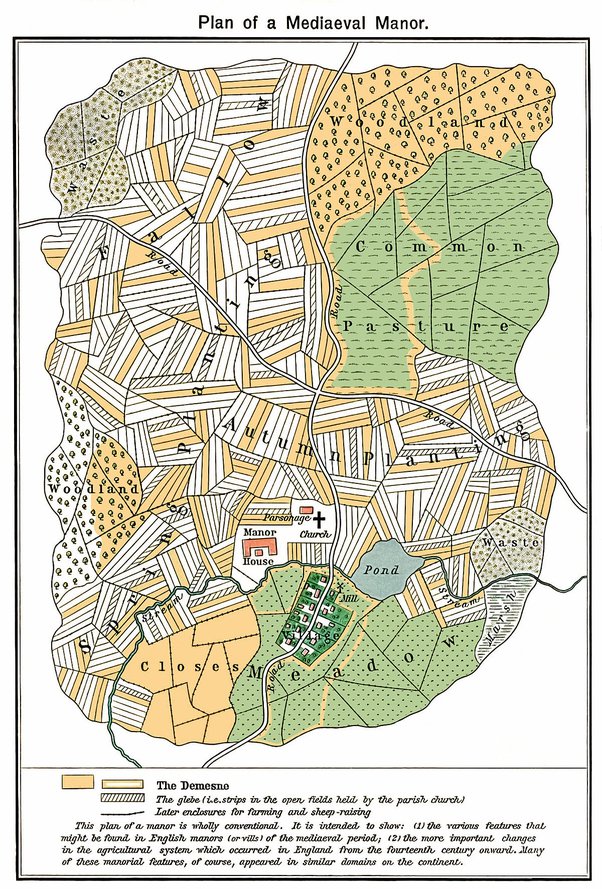 Plan of a Mediaeval Manor.
Waste
Woodland
Fallow
Common
Road
Road
Pasture
Spring Planting
Road
Autumn Planting
Woodland
Parsonage
Church
Manor
House
Waste
Pond
Mill
Stream
Stream
Marsh
Village
Closes
Meadow
Road
The Demesno
The glebe (i.e. strips in the open fields held by the parish church)
Later enclosures for farming and sheep-raising
This plan of a manor is wholly conventional. It is intended to show: (1) the various features that
might be found in English manors (or vills) of the mediaeval period; (2) the more important changes
in the agricultural system which occurred in England from the fourteenth century onward. Many
of these manorial features, of course, appeared in similar domains on the continent.